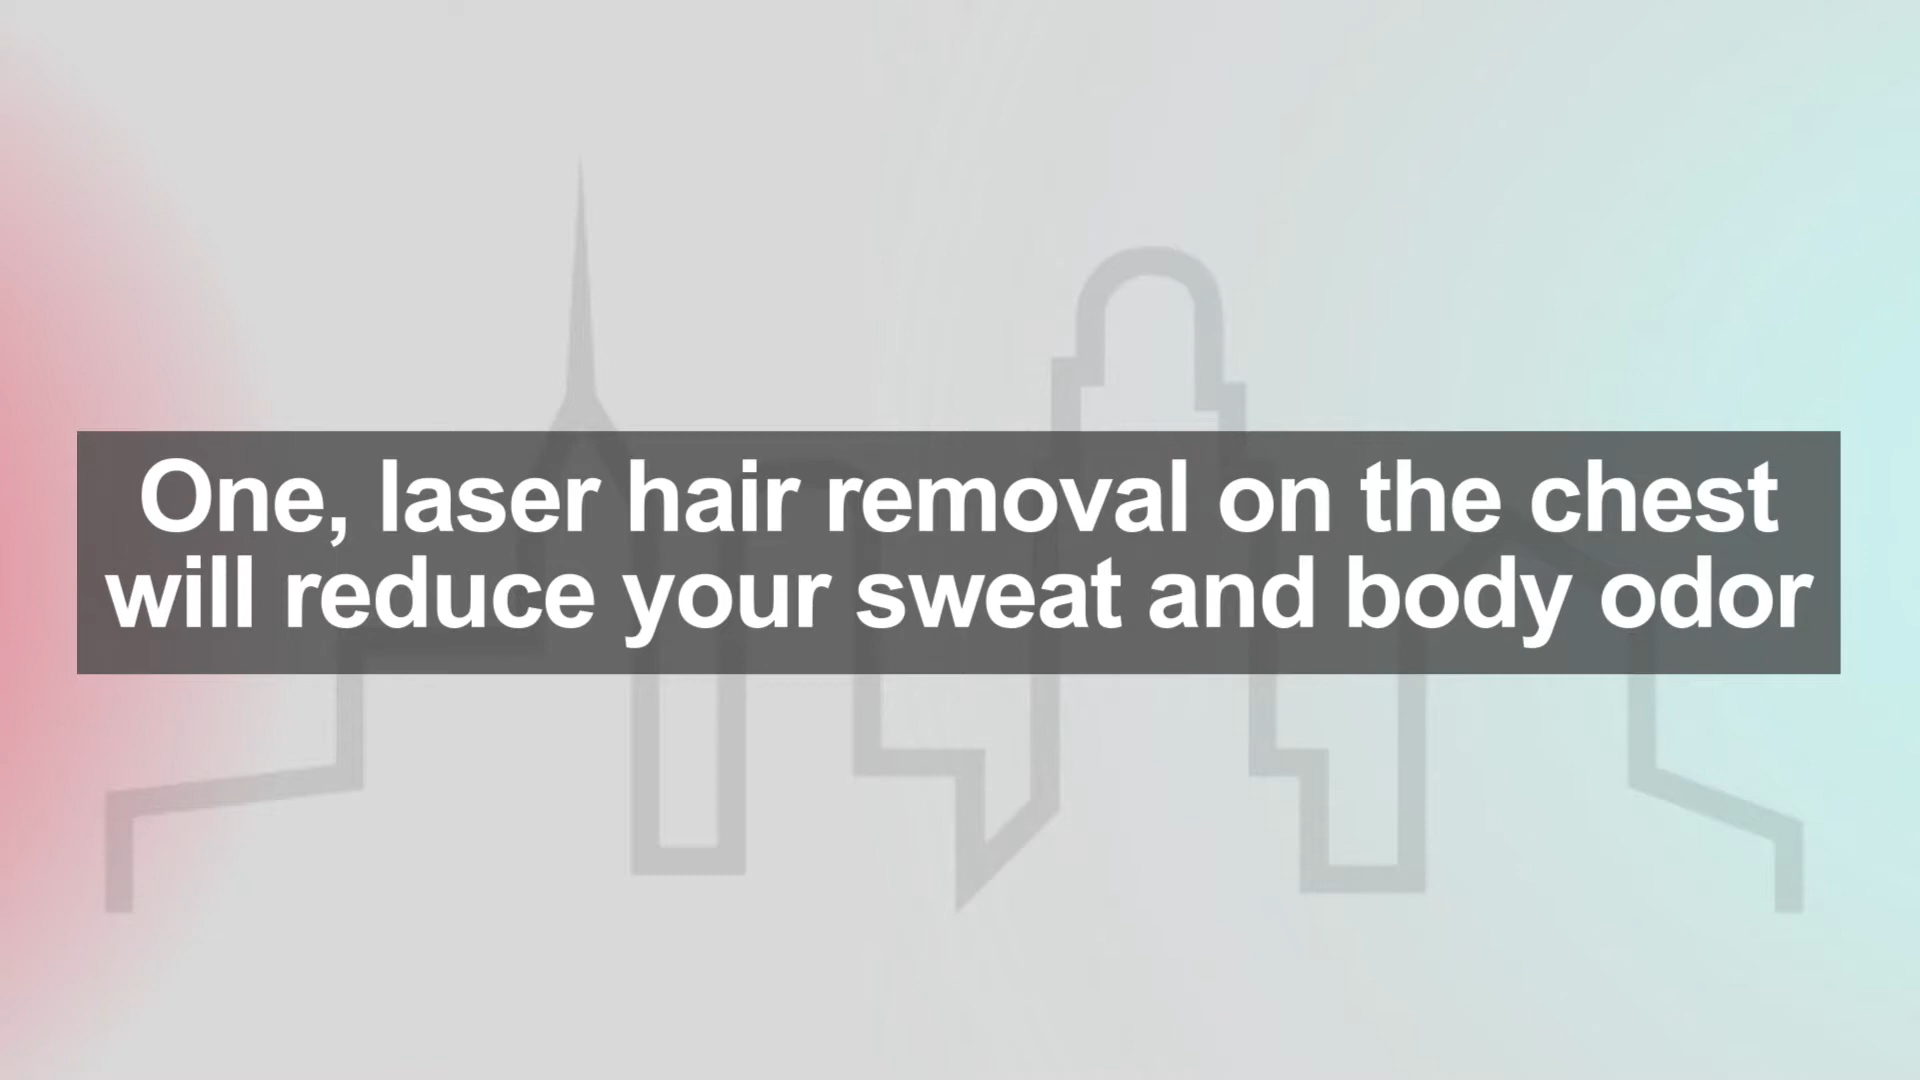 One, laser hair removal on the chest
will reduce your sweat and body odor